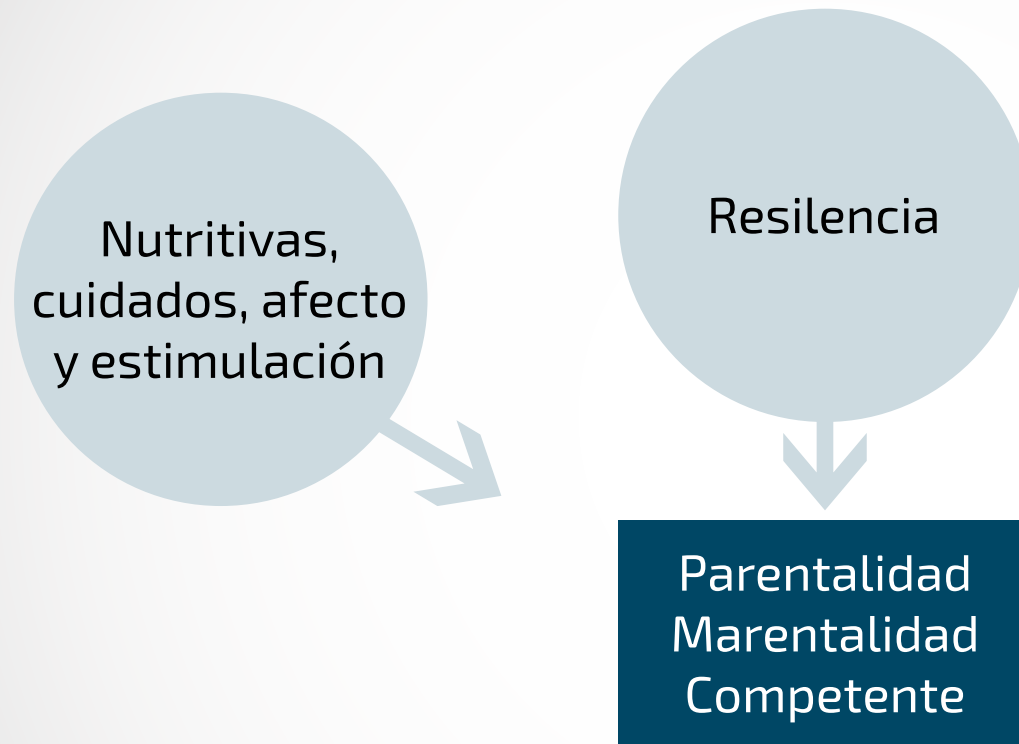 Nutritivas,
cuidados, afecto
y estimulación
Resilencia
Parentalidad
Marentalidad
Competente